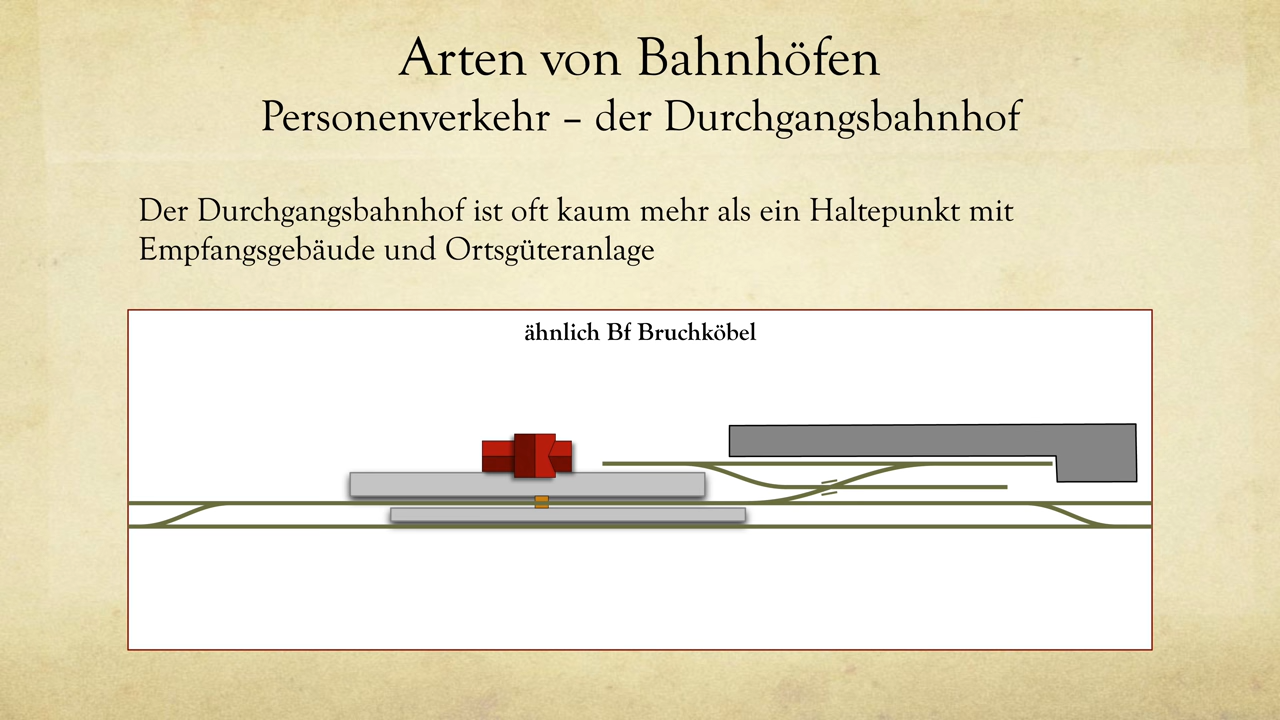 Arten von Bahnhöfen
Personenverkehr – der Durchgangsbahnhof
Der Durchgangsbahnhof ist oft kaum mehr als ein Haltepunkt mit
Empfangsgebäude und Ortsgüteranlage
ähnlich Bf Bruchköbel